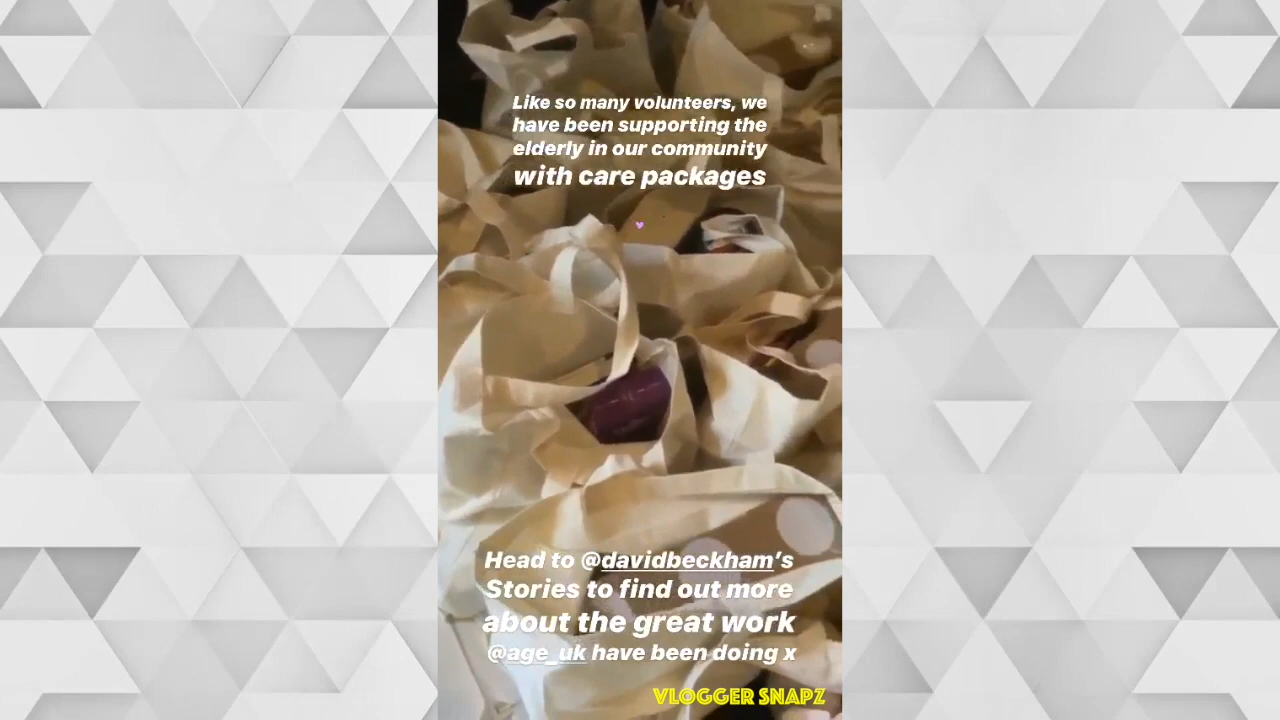 Like so many volunteers, we
have been supporting the
elderly in our community
with care packages
Head to @davidbeckham's
Stories to find out more
about the great work
@age_uk have been doing x
VLOGGER SNAPZ